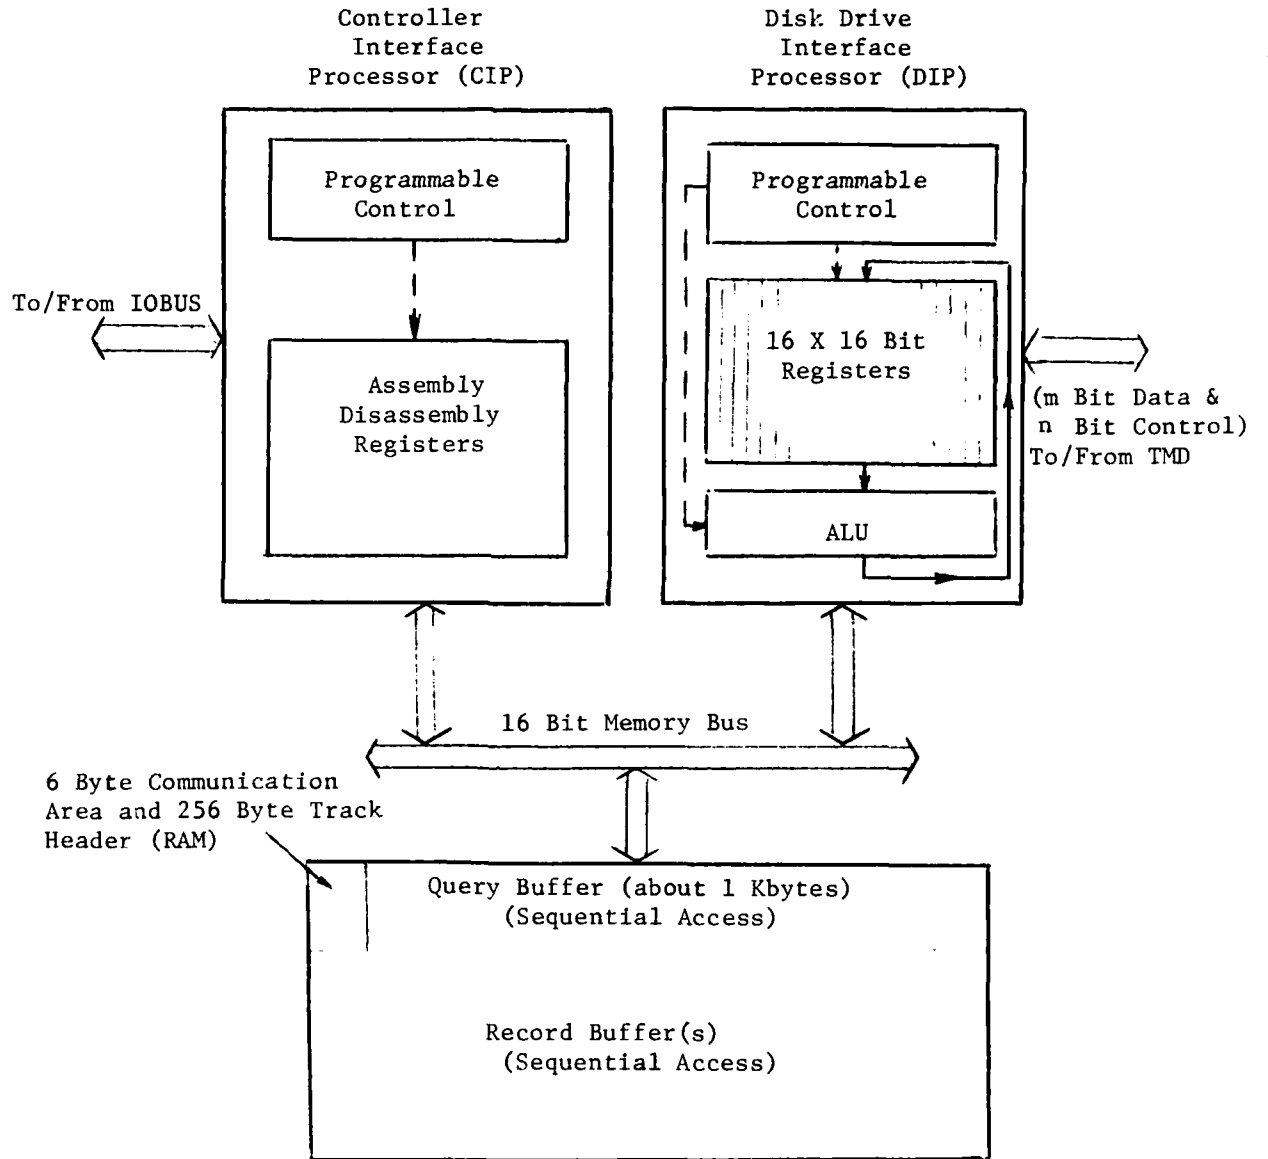 Controller
Interface
Processor (CIP)
Disk Drive
Interface
Processor (DIP)
Programmable
Control
Programmable
Control
To/From IOBUS
Assembly
Disassembly
Registers
16 X 16 Bit
Registers
(m Bit Data &
n Bit Control)
To/From TMD
ALU
16 Bit Memory Bus
6 Byte Communication
Area and 256 Byte Track
Header (RAM)
Query Buffer (about 1 Kbytes)
(Sequential Access)
Record Buffer(s)
(Sequential Access)